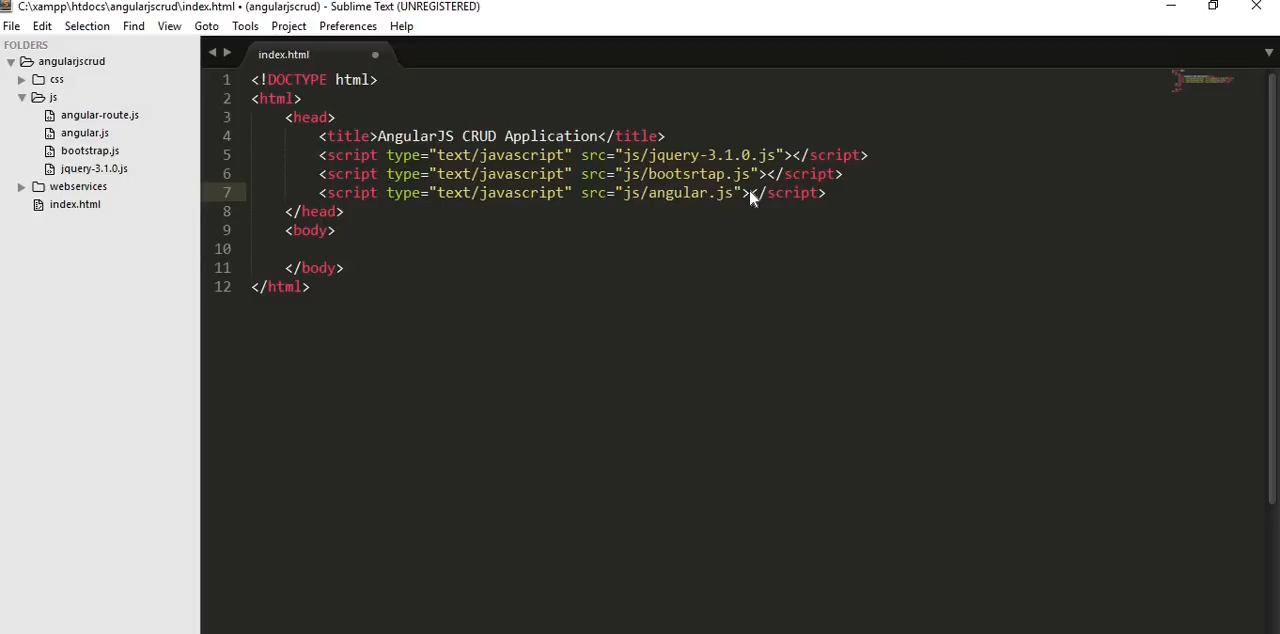 C:\xampp\htdocs\angularjscrud\index.html • (angularjscrud) - Sublime Text (UNREGISTERED)
File Edit Selection Find View Goto Tools Project Preferences Help
FOLDERS
angularjscrud
css
js
angular-route.js
angular.js
bootstrap.js
jquery-3.1.0.js
webservices
index.html
index.html
1 <!DOCTYPE html>
2 <html>
3 <head>
4 <title>AngularJS CRUD Application</title>
5 <script type="text/javascript" src="js/jquery-3.1.0.js"></script>
6 <script type="text/javascript" src="js/bootsrtap.js"></script>
7 <script type="text/javascript" src="js/angular.js"></script>
8 </head>
9 <body>
10
11 </body>
12 </html>